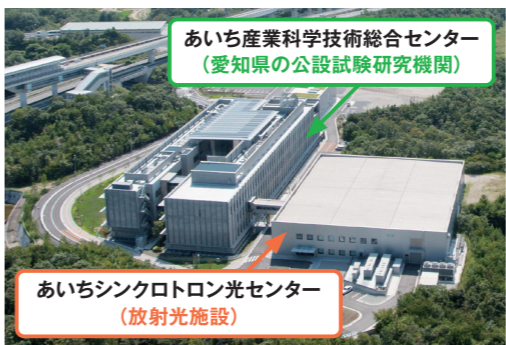 あいち産業科学技術総合センター
（愛知県の公設試験研究機関）
あいちシンクロトロン光センター
（放射光施設）